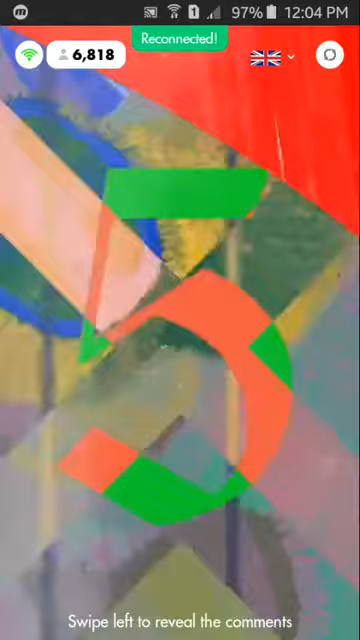 97% 12:04 PM
Reconnected!
6,818
5
Swipe left to reveal the comments